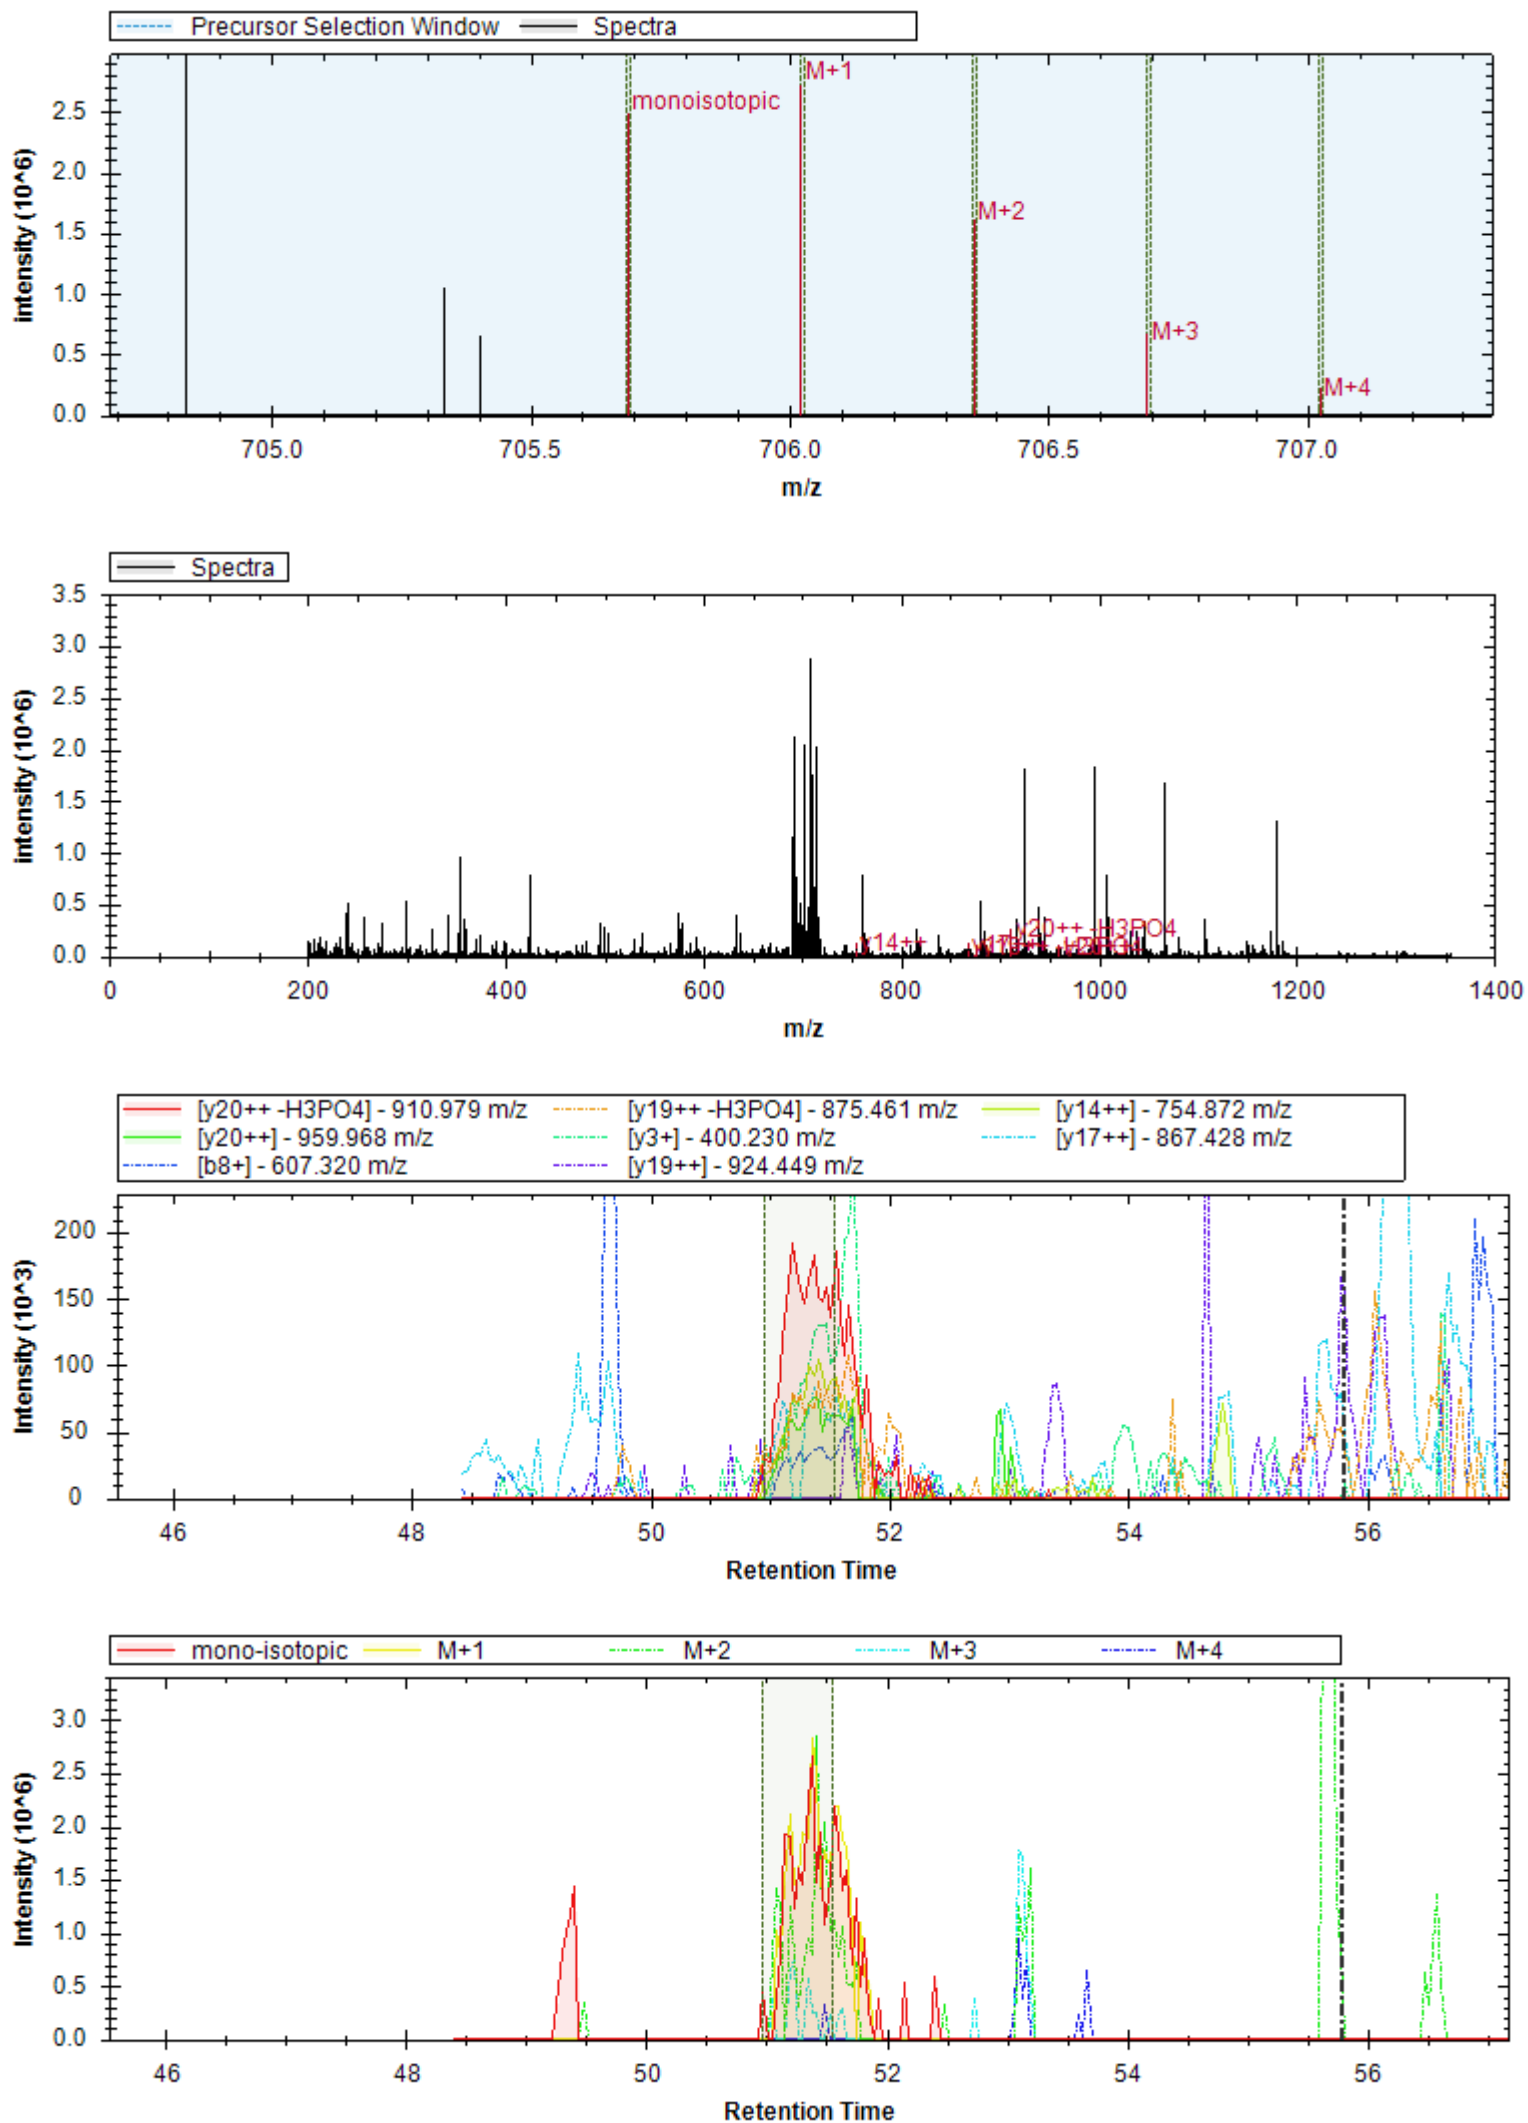 Precursor Selection Window Spectra
intensity (10^6)
2.5
2.0
1.5
1.0
0.5
0.0
monoisotopic
M+1
M+2
M+3
M+4
705.0 705.5 706.0 706.5 707.0
m/z
Spectra
intensity (10^6)
3.5
3.0
2.5
2.0
1.5
1.0
0.5
0.0
y14++
y20++ -H3PO4
0 200 400 600 800 1000 1200 1400
m/z
[y20++ -H3PO4] - 910.979 m/z [y19++ -H3PO4] - 875.461 m/z [y14++] - 754.872 m/z
[y20++] - 959.968 m/z [y3+] - 400.230 m/z [y17++] - 867.428 m/z
[b8+] - 607.320 m/z [y19++] - 924.449 m/z
Intensity (10^3)
200
150
100
50
0
46 48 50 52 54 56
Retention Time
mono-isotopic M+1 M+2 M+3 M+4
Intensity (10^6)
3.0
2.5
2.0
1.5
1.0
0.5
0.0
46 48 50 52 54 56
Retention Time